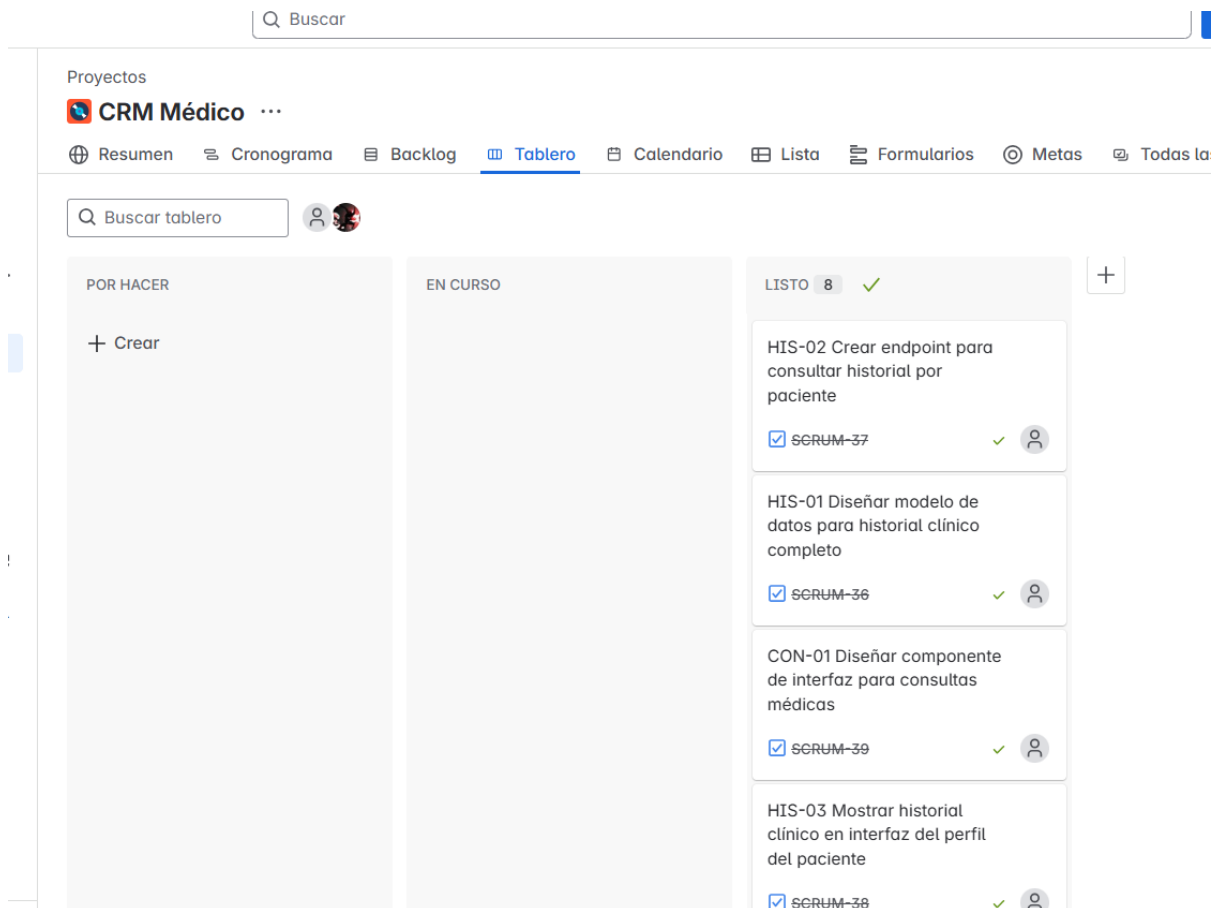 Buscar
Proyectos
CRM Médico
Resumen Cronograma Backlog Tablero Calendario Lista Formularios Metas Todas
Buscar tablero
POR HACER
Crear
EN CURSO
LISTO 8
HIS-02 Crear endpoint para
consultar historial por
paciente
SCRUM-37
HIS-01 Diseñar modelo de
datos para historial clínico
completo
SCRUM-36
CON-01 Diseñar componente
de interfaz para consultas
médicas
SCRUM-39
HIS-03 Mostrar historial
clínico en interfaz del perfil
del paciente
SCRUM-38